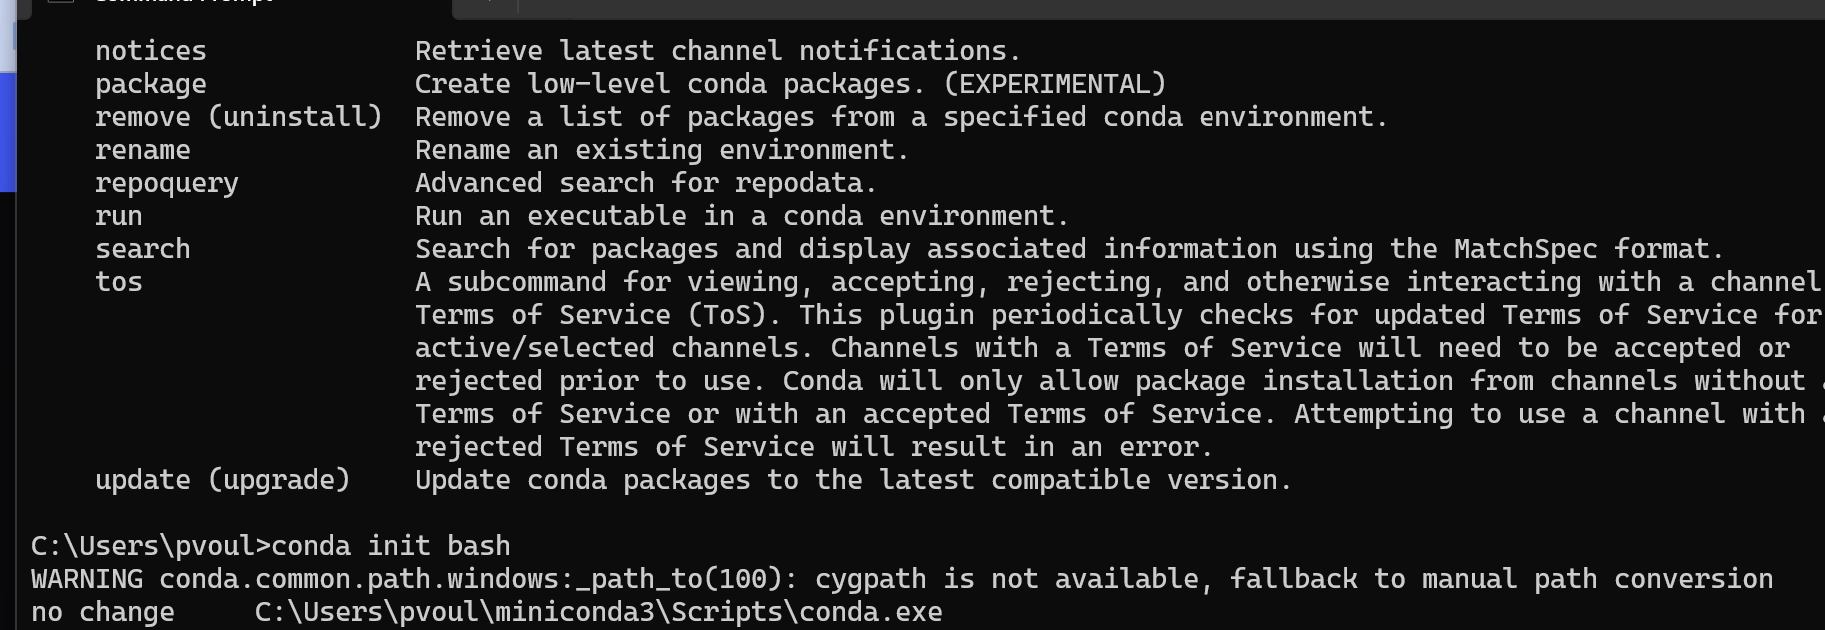 Command Prompt
notices Retrieve latest channel notifications.
package Create low-level conda packages. (EXPERIMENTAL)
remove (uninstall) Remove a list of packages from a specified conda environment.
rename Rename an existing environment.
repoquery Advanced search for repodata.
run Run an executable in a conda environment.
search Search for packages and display associated information using the MatchSpec format.
tos A subcommand for viewing, accepting, rejecting, and otherwise interacting with a channel
Terms of Service (ToS). This plugin periodically checks for updated Terms of Service for
active/selected channels. Channels with a Terms of Service will need to be accepted or
rejected prior to use. Conda will only allow package installation from channels without
Terms of Service or with an accepted Terms of Service. Attempting to use a channel with
rejected Terms of Service will result in an error.
update (upgrade) Update conda packages to the latest compatible version.
C:\Users\pvoul>conda init bash
WARNING conda.common.path.windows:_path_to(100): cygpath is not available, fallback to manual path conversion
no change C:\Users\pvoul\miniconda3\Scripts\conda.exe